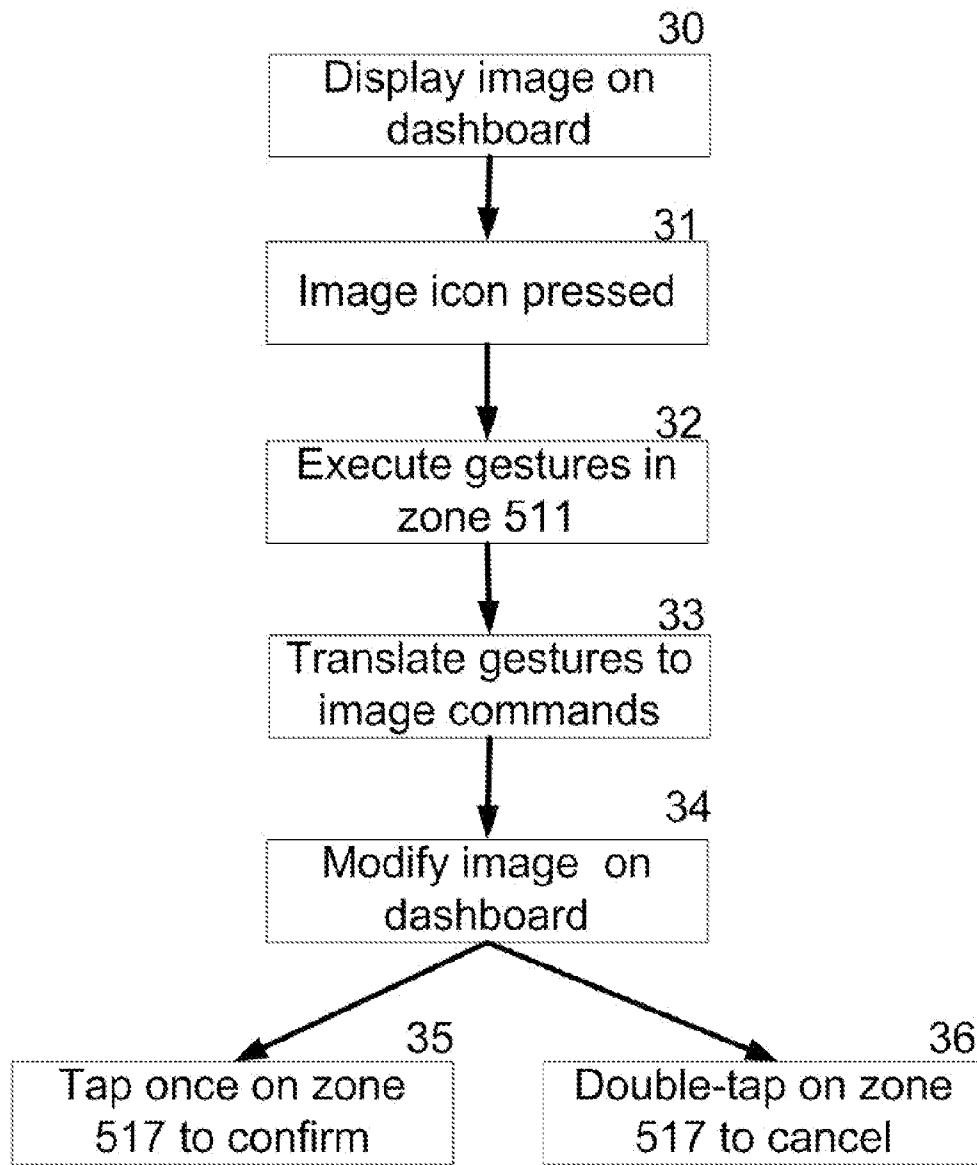 30
Display image on
dashboard
31
Image icon pressed
32
Execute gestures in
zone 511
33
Translate gestures to
image commands
34
Modify image on
dashboard
35
Tap once on zone
517 to confirm
36
Double-tap on zone
517 to cancel